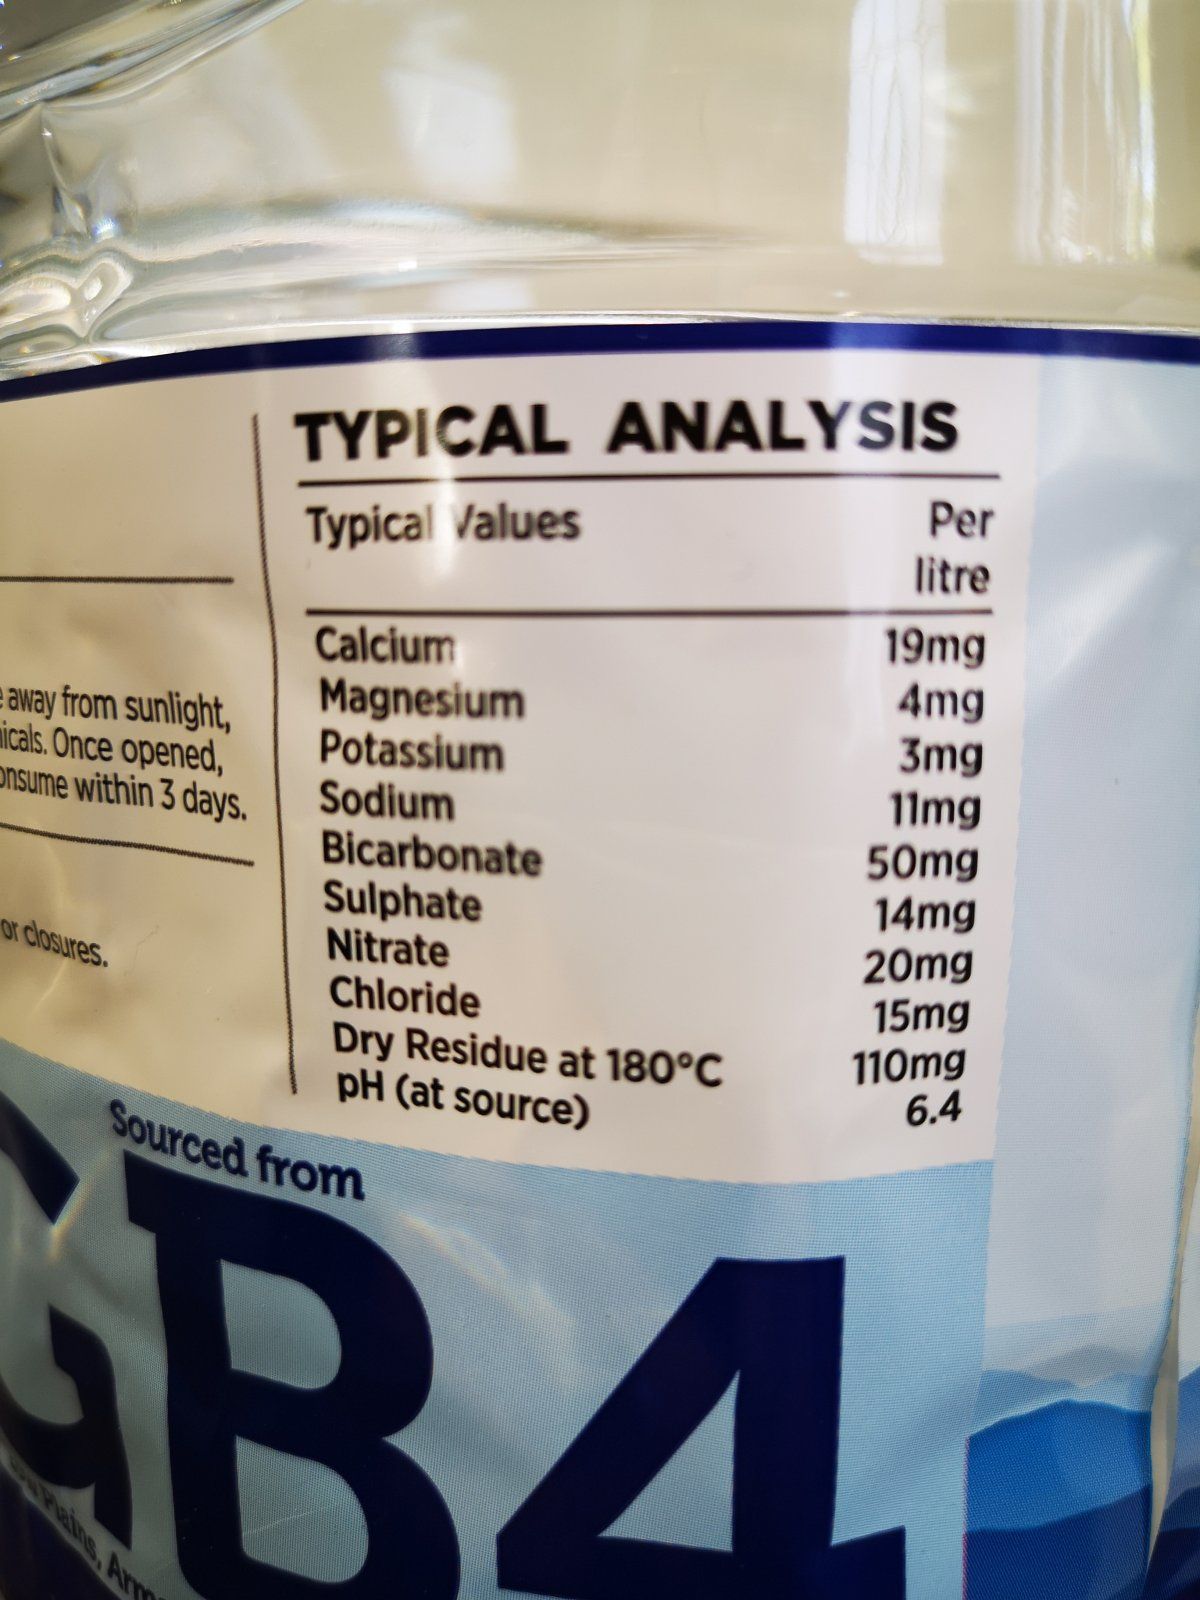 TYPICAL ANALYSIS
Typical Values Per
litre
Calcium 19mg
Magnesium 4mg
Potassium 3mg
Sodium 11mg
Bicarbonate 50mg
Sulphate 14mg
Nitrate 20mg
Chloride 15mg
Dry Residue at 180°C 110mg
pH (at source) 6.4
away from sunlight,
Once opened,
within 3 days.
or closures.
Sourced from
GB4
Plains,